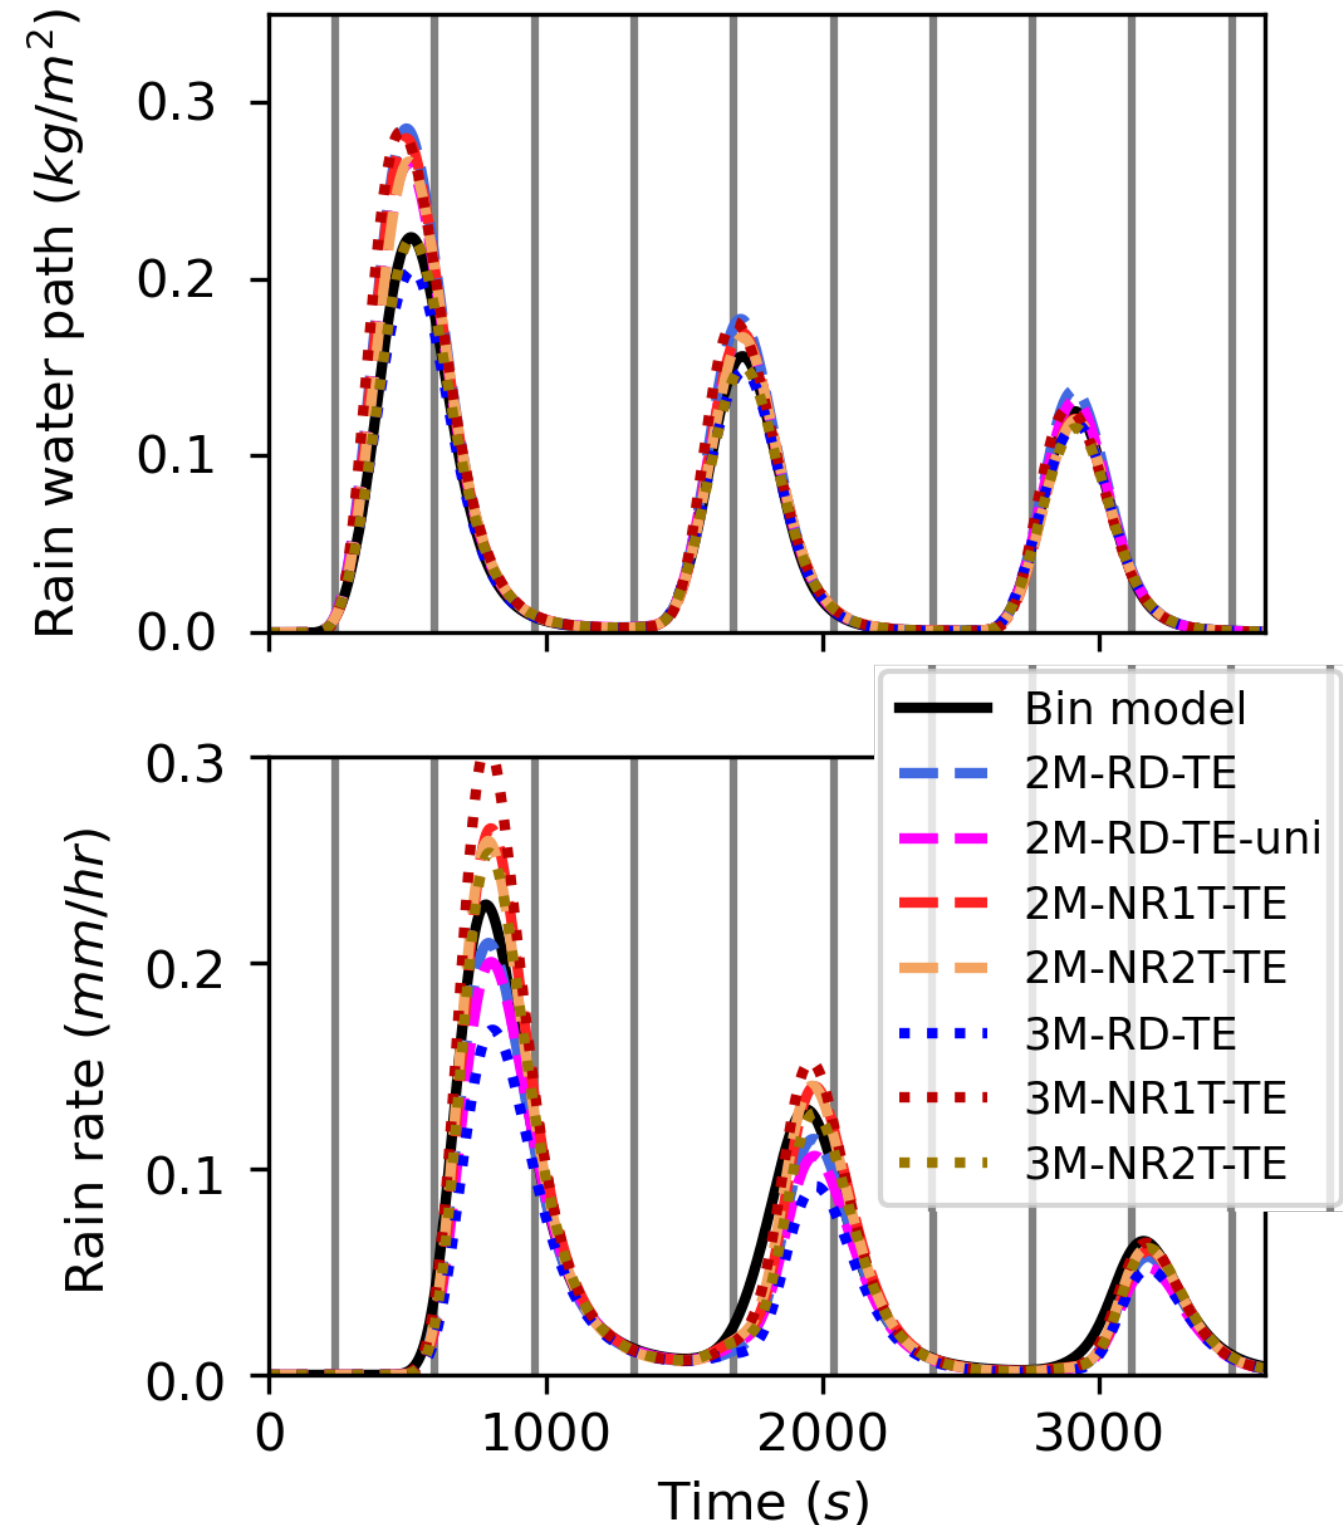 Rain water path (kg/m²)
0.3
0.2
0.1
0.0
Rain rate (mm/hr)
0.3
0.2
0.1
0.0
Bin model
2M-RD-TE
2M-RD-TE-uni
2M-NR1T-TE
2M-NR2T-TE
3M-RD-TE
3M-NR1T-TE
3M-NR2T-TE
0 1000 2000 3000
Time (s)